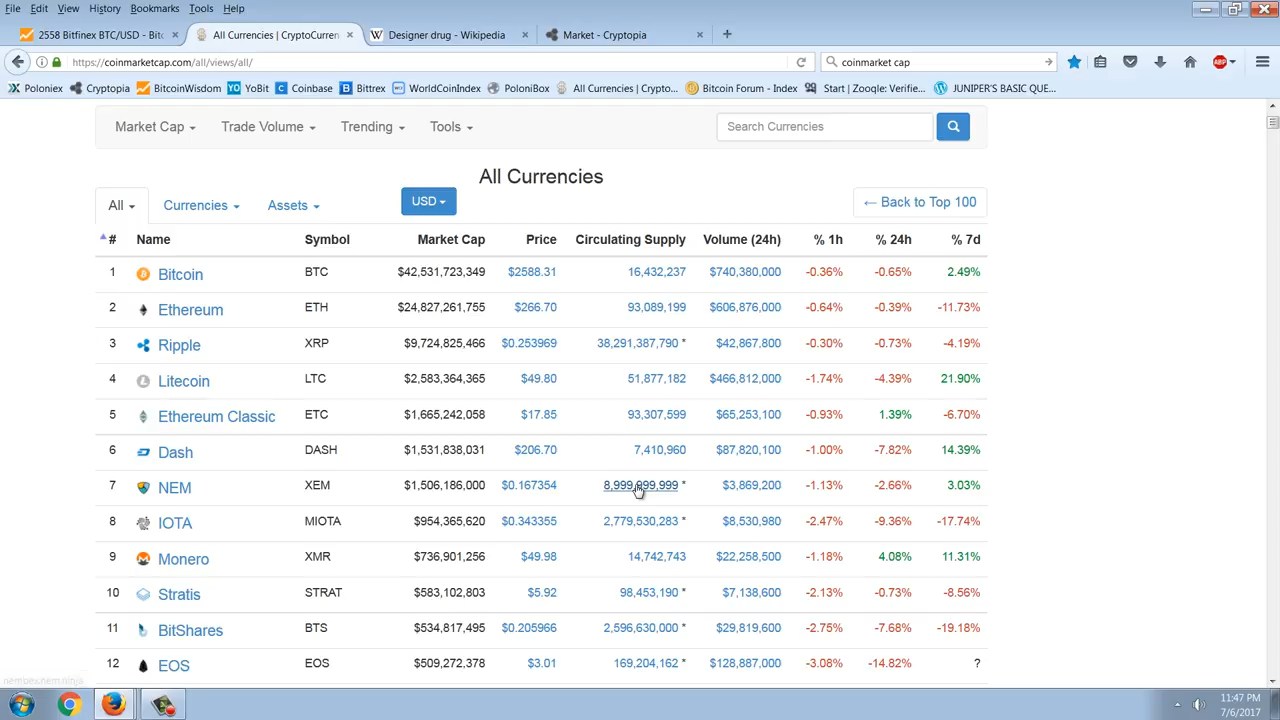 File Edit View History Bookmarks Tools Help
2558 Bitfinex BTC/USD - Bitc × All Currencies | CryptoCurren × Designer drug - Wikipedia × Market - Cryptopia × +
https://coinmarketcap.com/all/views/all/ coinmarket cap
Poloniex Cryptopia BitcoinWisdom YoBit Coinbase Bittrex WorldCoinIndex PoloniBox All Currencies | Crypto... Bitcoin Forum - Index Start | Zooqle: Verifie... JUNIPER'S BASIC QUE...
Market Cap Trade Volume Trending Tools Search Currencies
All Currencies
All Currencies Assets USD ← Back to Top 100
# Name Symbol Market Cap Price Circulating Supply Volume (24h) % 1h % 24h % 7d
1 Bitcoin BTC $42,531,723,349 $2588.31 16,432,237 $740,380,000 -0.36% -0.65% 2.49%
2 Ethereum ETH $24,827,261,755 $266.70 93,089,199 $606,876,000 -0.64% -0.39% -11.73%
3 Ripple XRP $9,724,825,466 $0.253969 38,291,387,790 * $42,867,800 -0.30% -0.73% -4.19%
4 Litecoin LTC $2,583,364,365 $49.80 51,877,182 $466,812,000 -1.74% -4.39% 21.90%
5 Ethereum Classic ETC $1,665,242,058 $17.85 93,307,599 $65,253,100 -0.93% 1.39% -6.70%
6 Dash DASH $1,531,838,031 $206.70 7,410,960 $87,820,100 -1.00% -7.82% 14.39%
7 NEM XEM $1,506,186,000 $0.167354 8,999,999,999 * $3,869,200 -1.13% -2.66% 3.03%
8 IOTA MIOTA $954,365,620 $0.343355 2,779,530,283 * $8,530,980 -2.47% -9.36% -17.74%
9 Monero XMR $736,901,256 $49.98 14,742,743 $22,258,500 -1.18% 4.08% 11.31%
10 Stratis STRAT $583,102,803 $5.92 98,453,190 * $7,138,600 -2.13% -0.73% -8.56%
11 BitShares BTS $534,817,495 $0.205966 2,596,630,000 * $29,819,600 -2.75% -7.68% -19.18%
12 EOS EOS $509,272,378 $3.01 169,204,162 * $128,887,000 -3.08% -14.82% ?
nembex.nem.ninja
11:47 PM
7/6/2017